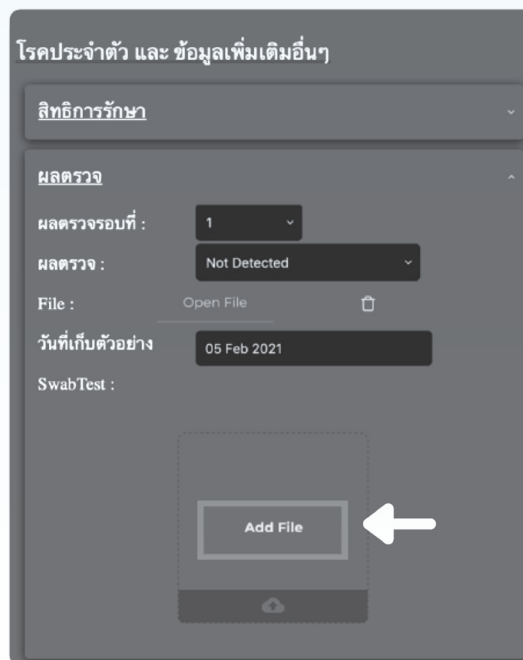 โรคประจำตัว และ ข้อมูลเพิ่มเติมอื่นๆ
สิทธิการรักษา
ผลตรวจ
ผลตรวจรอบที่ : 1
ผลตรวจ : Not Detected
File : Open File
วันที่เก็บตัวอย่าง 05 Feb 2021
SwabTest :
Add File